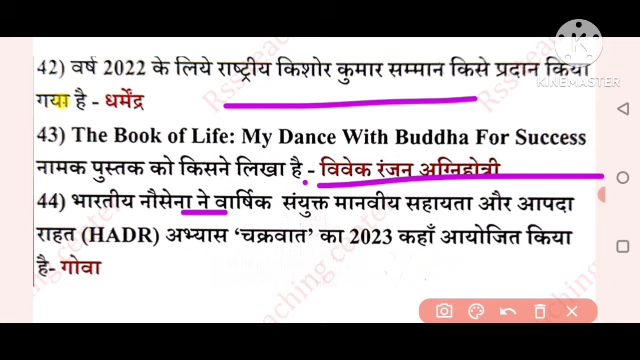 42) वर्ष 2022 के लिये राष्ट्रीय किशोर कुमार सम्मान किसे प्रदान किया
गया है - धर्मेंद्र
43) The Book of Life: My Dance With Buddha For Success
नामक पुस्तक को किसने लिखा है - विवेक रंजन अग्निहोत्री
44) भारतीय नौसेना ने वार्षिक संयुक्त मानवीय सहायता और आपदा
राहत (HADR) अभ्यास ‘चक्रवात’ का 2023 कहाँ आयोजित किया
है- गोवा
KINEMASTER